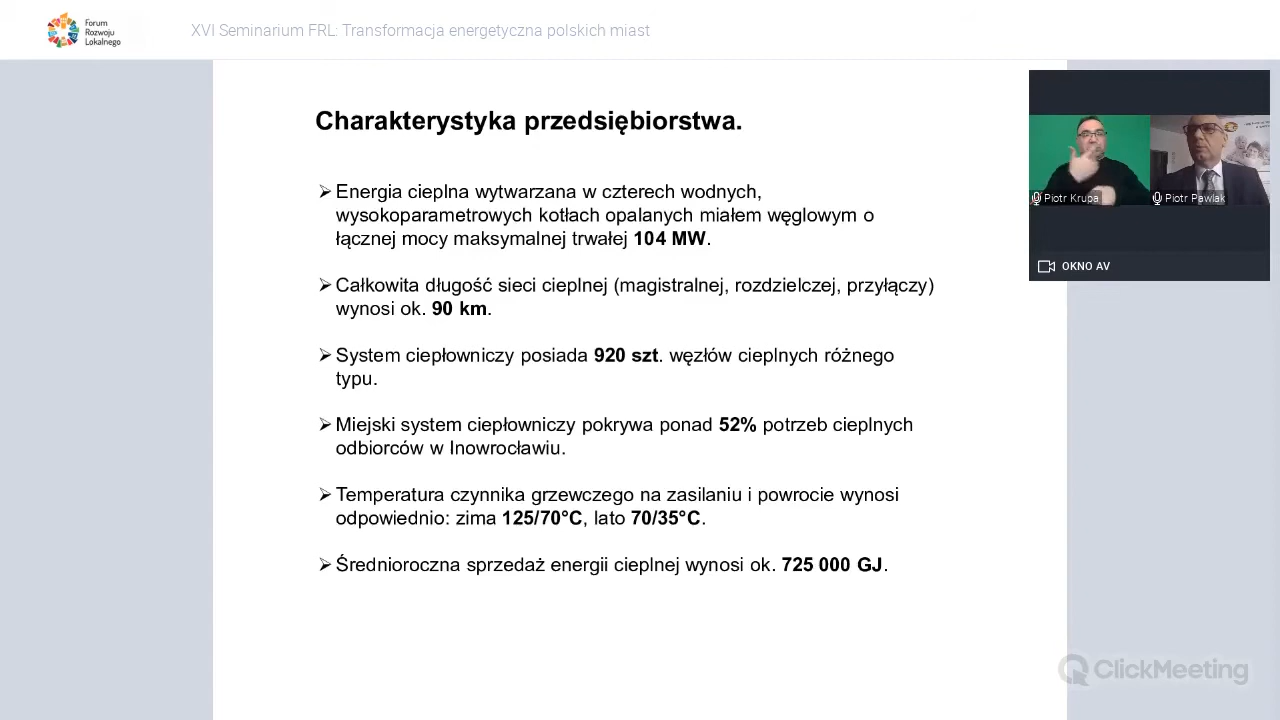 Forum
Rozwoju
Lokalnego
XVI Seminarium FRL: Transformacja energetyczna polskich miast
Charakterystyka przedsiębiorstwa.
➢ Energia cieplna wytwarzana w czterech wodnych,
wysokoparametrowych kotłach opalanych miałem węglowym o
łącznej mocy maksymalnej trwałej 104 MW.
➢ Całkowita długość sieci cieplnej (magistralnej, rozdzielczej, przyłączy)
wynosi ok. 90 km.
➢ System ciepłowniczy posiada 920 szt. węzłów cieplnych różnego
typu.
➢ Miejski system ciepłowniczy pokrywa ponad 52% potrzeb cieplnych
odbiorców w Inowrocławiu.
➢ Temperatura czynnika grzewczego na zasilaniu i powrocie wynosi
odpowiednio: zima 125/70°C, lato 70/35°C.
➢ Średnioroczna sprzedaż energii cieplnej wynosi ok. 725 000 GJ.
Piotr Krupa
Piotr Pawlak
OKNO AV
ClickMeeting